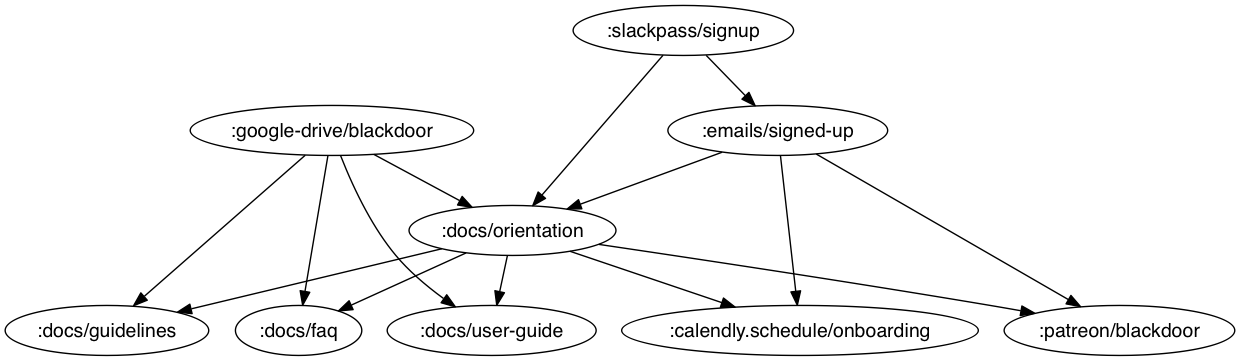 :slackpass/signup
:google-drive/blackdoor
:emails/signed-up
:docs/orientation
:docs/guidelines
:docs/faq
:docs/user-guide
:calendly.schedule/onboarding
:patreon/blackdoor